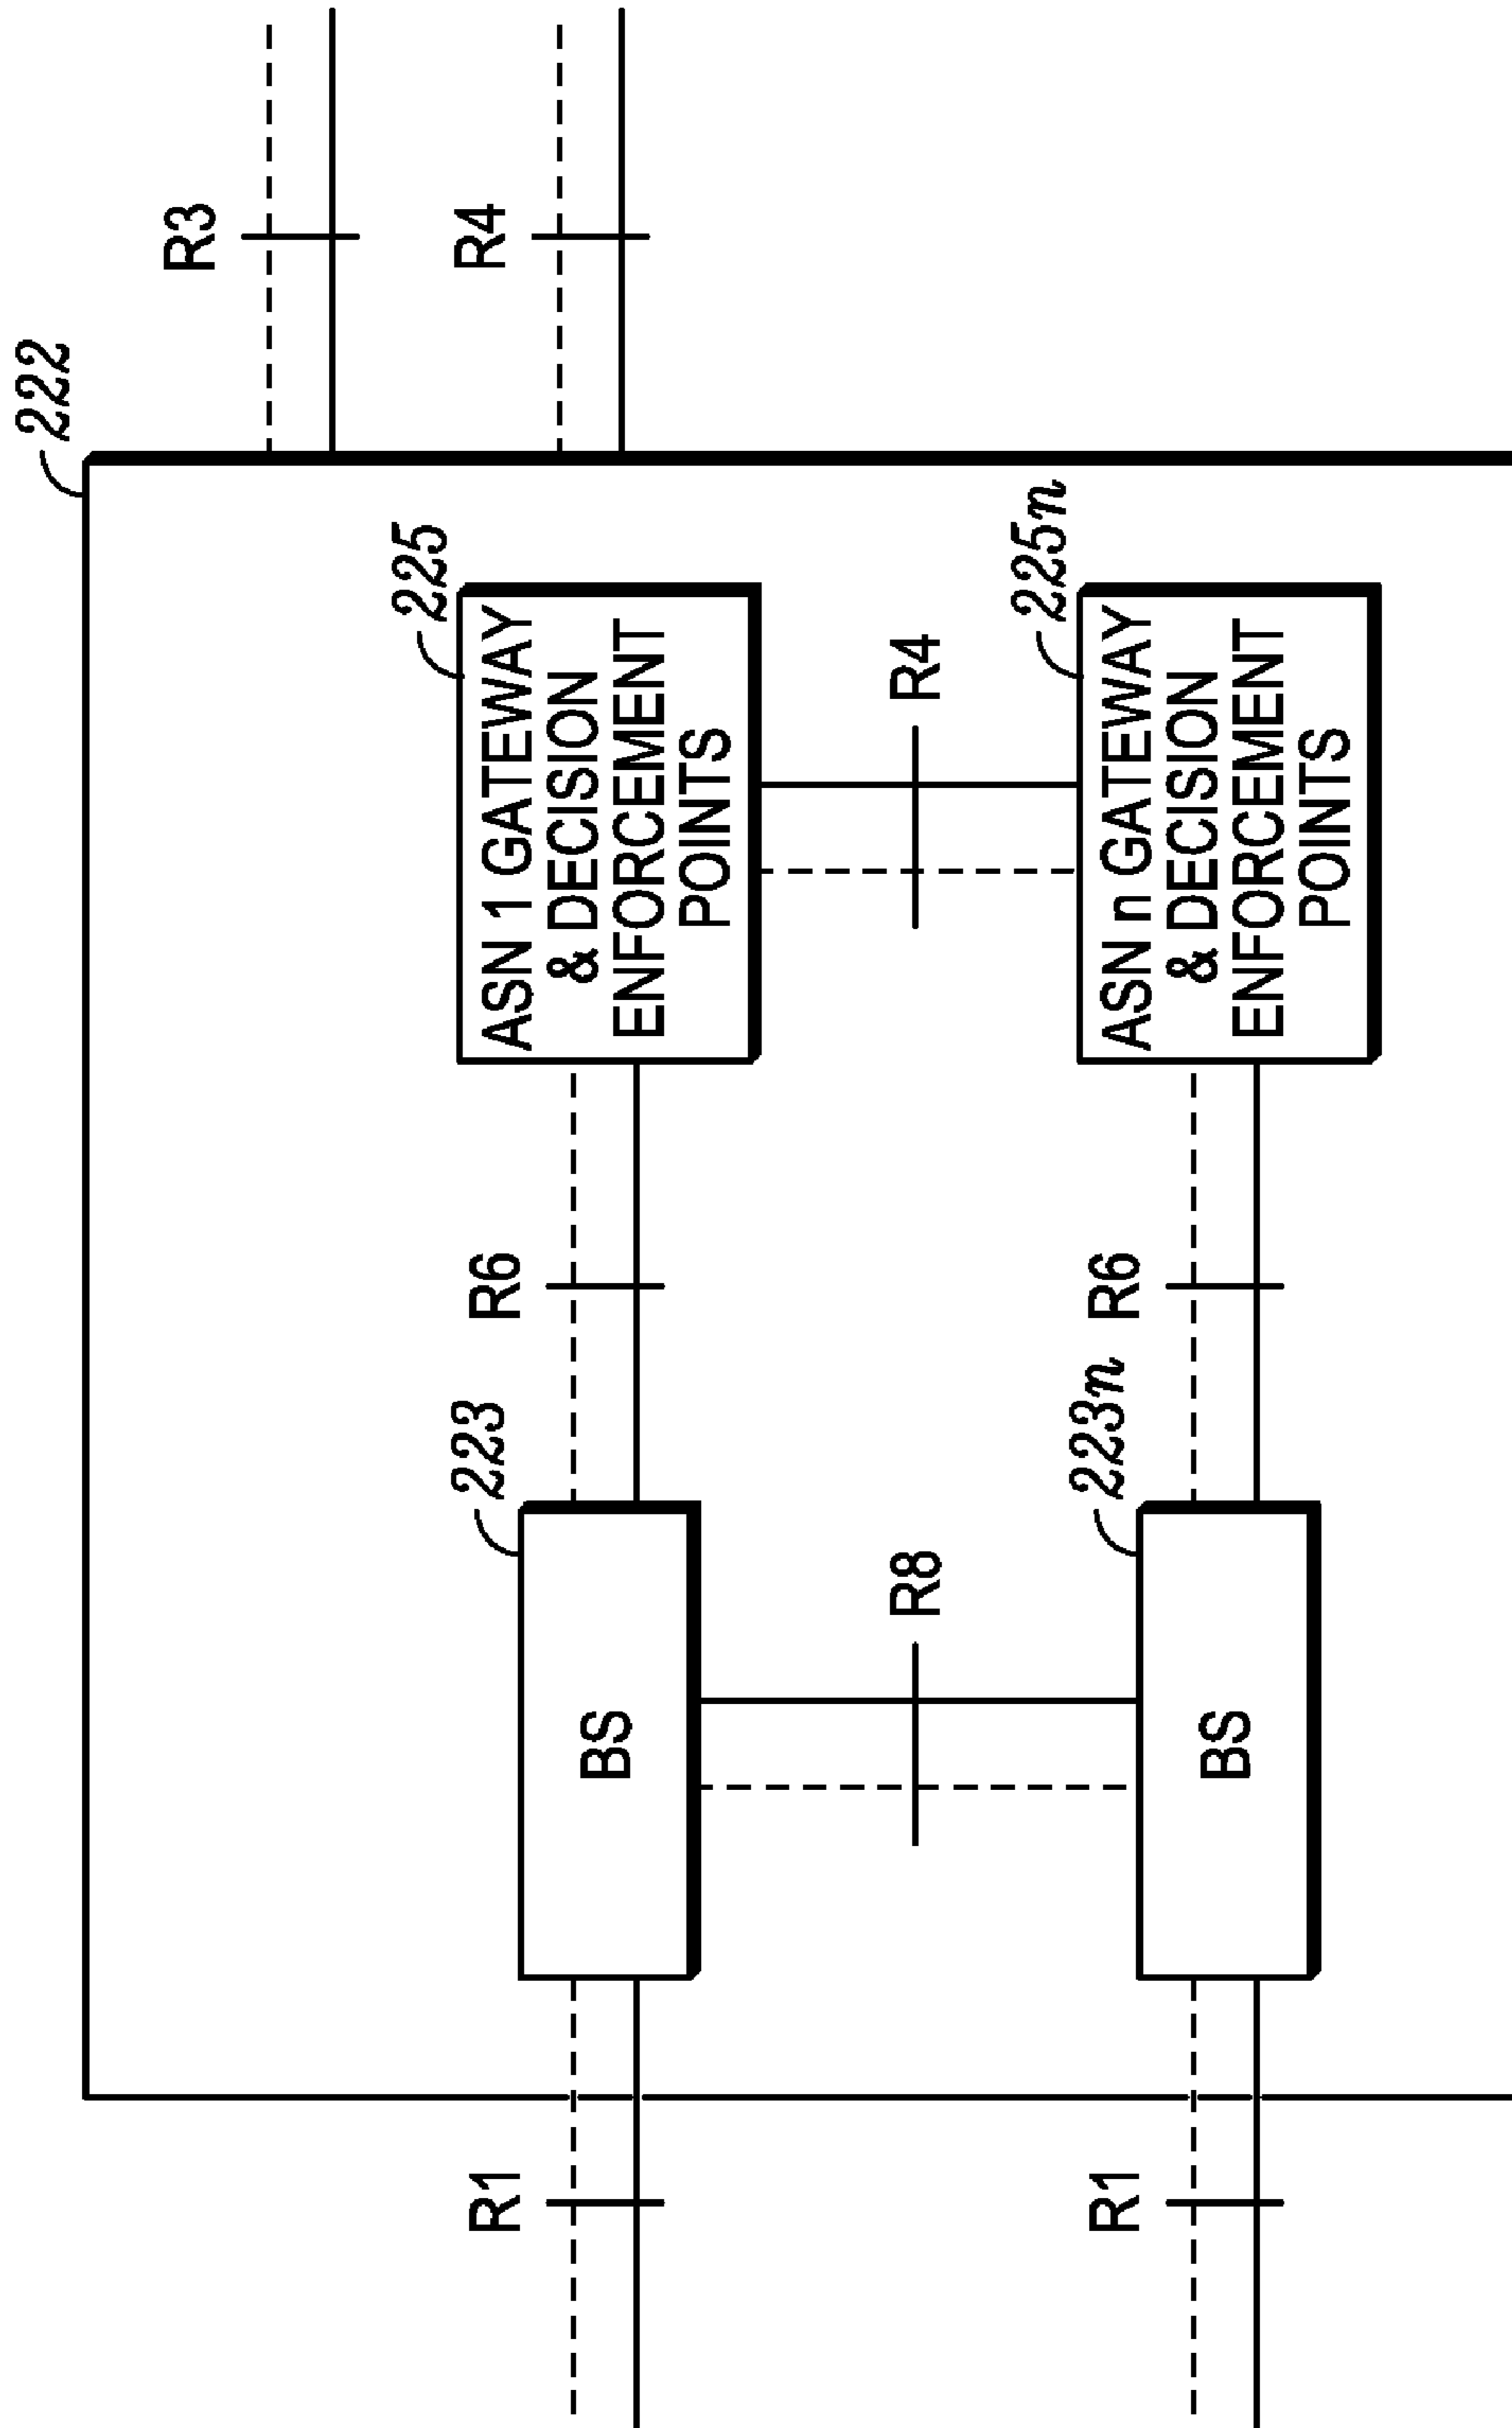 222
R3
R4
225
ASN 1 GATEWAY
& DECISION
ENFORCEMENT
POINTS
R6
223
BS
R1
R4
R8
225n
ASN n GATEWAY
& DECISION
ENFORCEMENT
POINTS
R6
223n
BS
R1